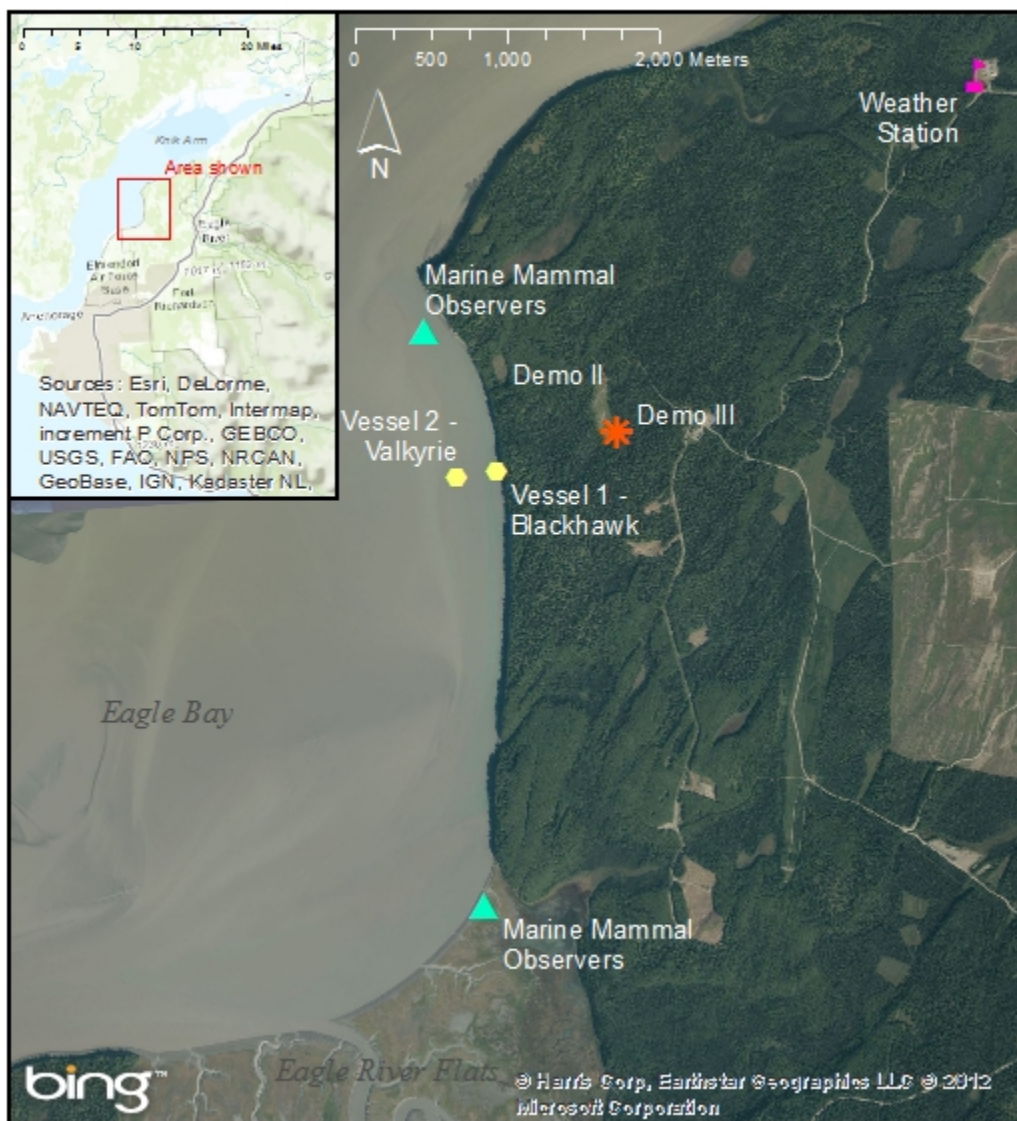 0 5 10 20 Miles
Knik Arm
Area shown
Eagle
River
Elmendorf
Air Force
Base
Fort
Richardson
Anchorage
Sources: Esri, DeLorme,
NAVTEQ, TomTom, Intermap,
increment P Corp., GEBCO,
USGS, FAO, NPS, NRCAN,
GeoBase, IGN, Kadaster NL,
0 500 1,000 2,000 Meters
N
Weather
Station
Marine Mammal
Observers
Demo II
Demo III
Vessel 2 -
Valkyrie
Vessel 1 -
Blackhawk
Eagle Bay
Marine Mammal
Observers
Eagle River Flats
bing™
© Harris Corp, Earthstar Geographics LLC © 2012
Microsoft Corporation